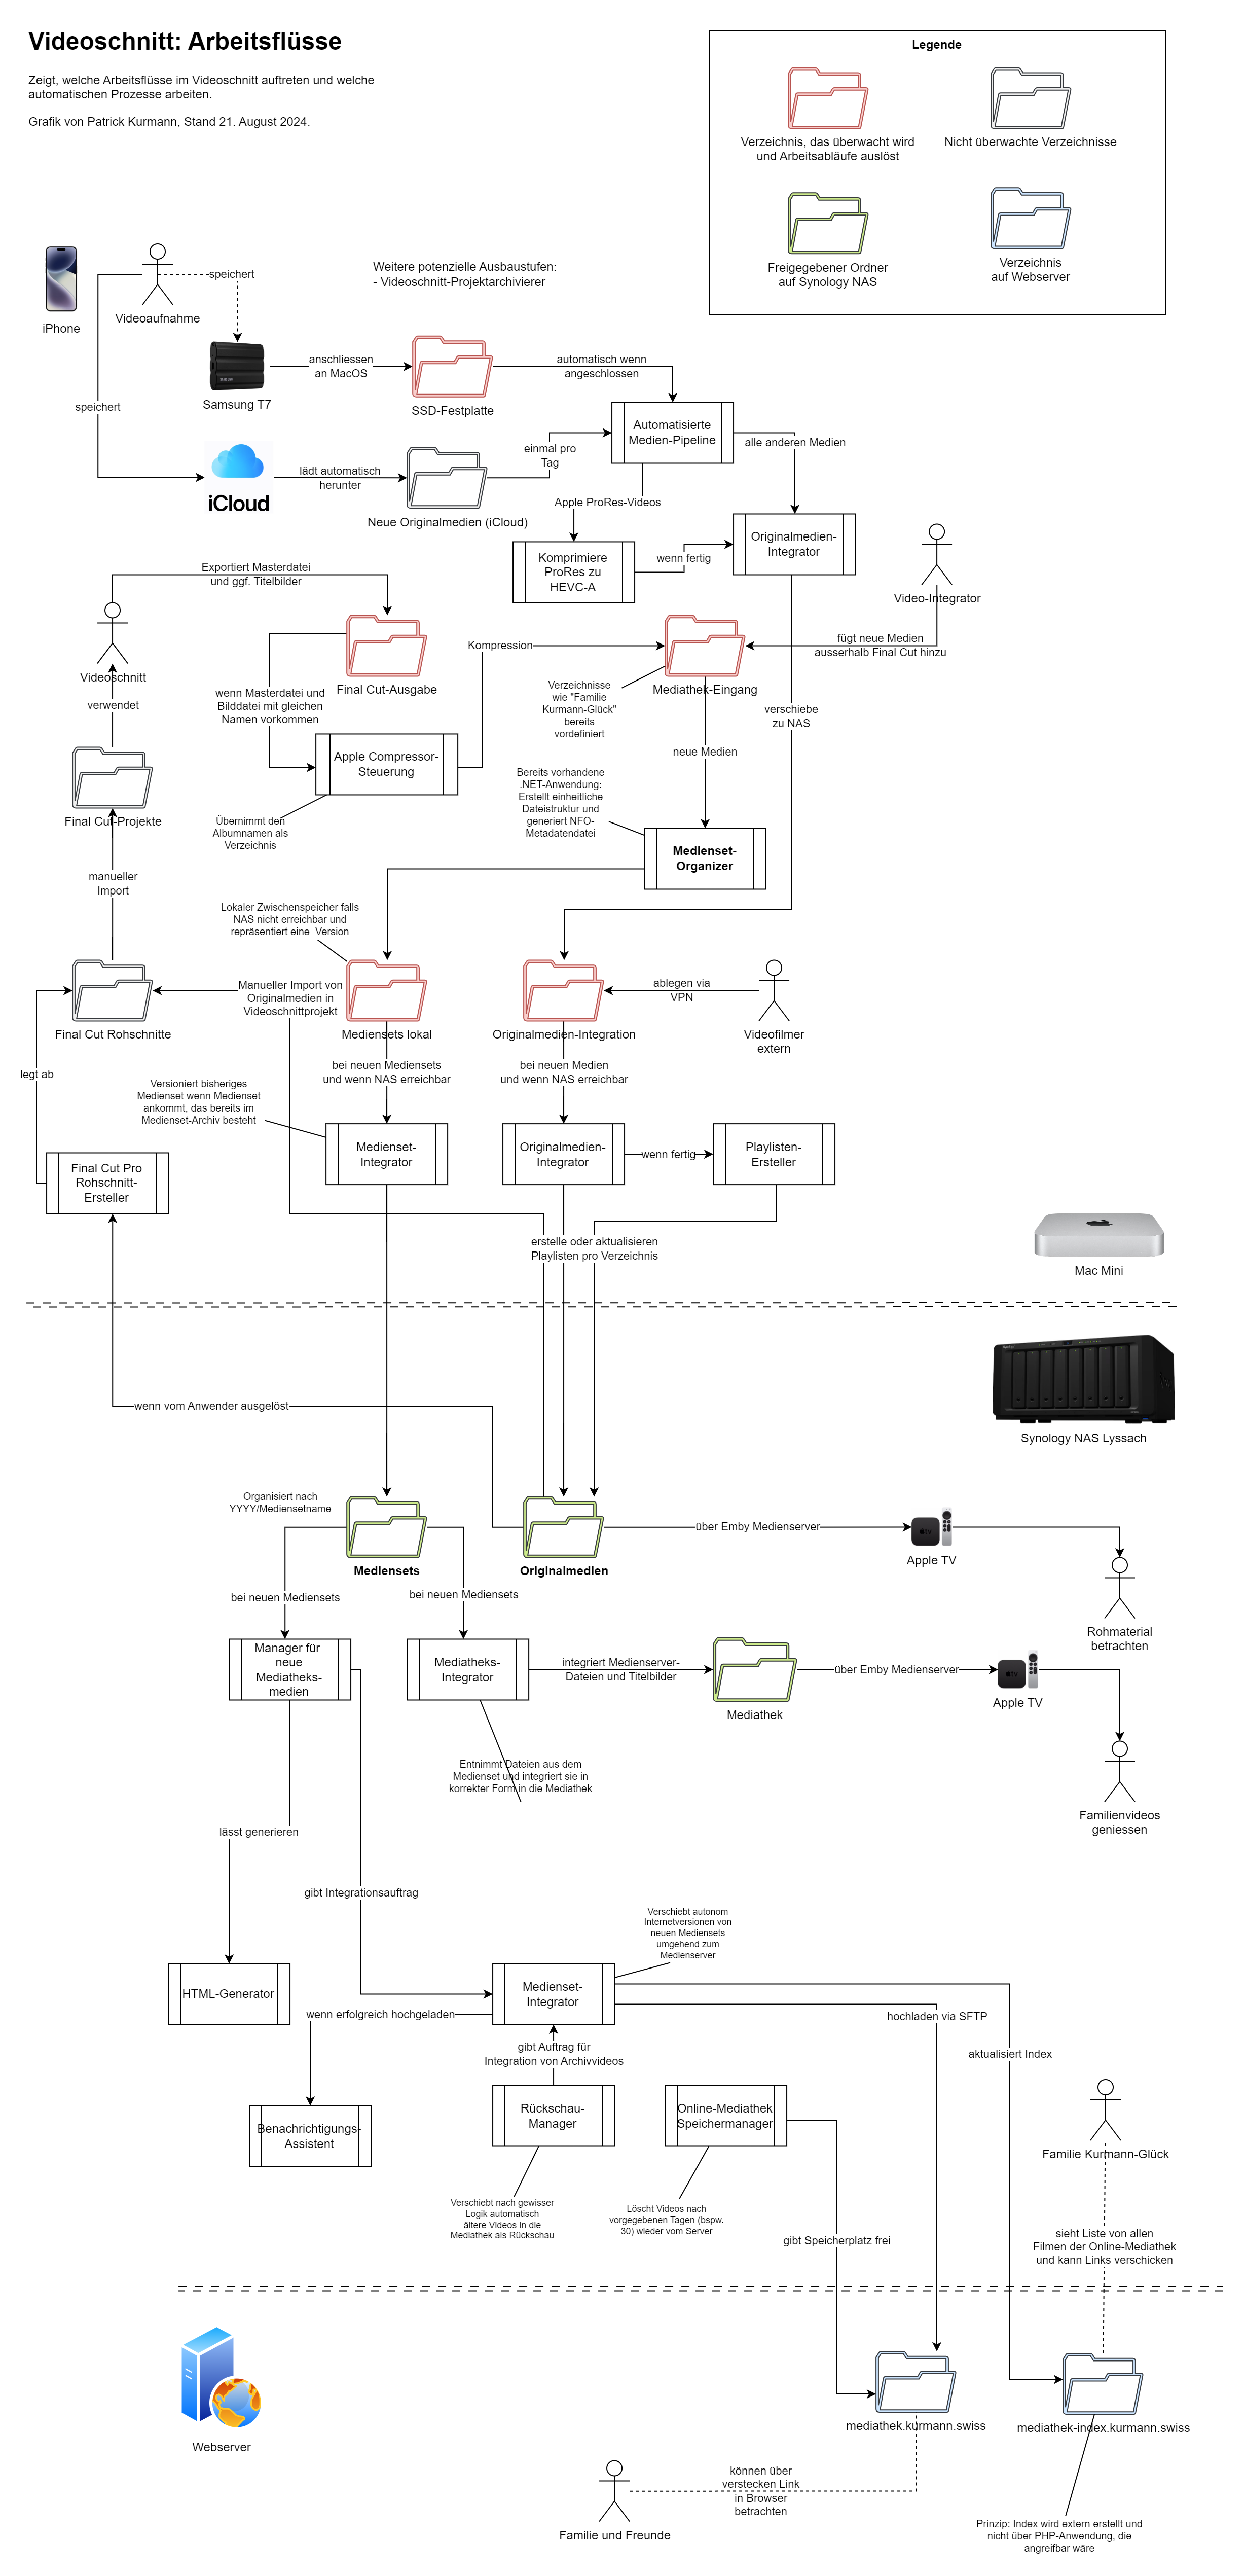 Videoschnitt: Arbeitsflüsse
Zeigt, welche Arbeitsflüsse im Videoschnitt auftreten und welche
automatischen Prozesse arbeiten.
Grafik von Patrick Kurmann, Stand 21. August 2024.
Legende
Verzeichnis, das überwacht wird
und Arbeitsabläufe auslöst
Nicht überwachte Verzeichnisse
Freigegebener Ordner
auf Synology NAS
Verzeichnis
auf Webserver
iPhone
Videoaufnahme
speichert
Weitere potenzielle Ausbaustufen:
- Videoschnitt-Projektarchivierer
Samsung T7
anschliessen
an MacOS
SSD-Festplatte
automatisch wenn
angeschlossen
speichert
iCloud
lädt automatisch
herunter
Neue Originalmedien (iCloud)
einmal pro
Tag
Automatisierte
Medien-Pipeline
alle anderen Medien
Apple ProRes-Videos
Komprimiere
ProRes zu
HEVC-A
wenn fertig
Originalmedien-
Integrator
Video-Integrator
Exportiert Masterdatei
und ggf. Titelbilder
Videoschnitt
verwendet
Final Cut-Ausgabe
wenn Masterdatei und
Bilddatei mit gleichen
Namen vorkommen
Kompression
Mediathek-Eingang
fügt neue Medien
ausserhalb Final Cut hinzu
Verzeichnisse
wie "Familie
Kurmann-Glück"
bereits
vordefiniert
verschiebe
zu NAS
neue Medien
Apple Compressor-
Steuerung
Übernimmt den
Albumnamen als
Verzeichnis
Final Cut-Projekte
Bereits vorhandene
.NET-Anwendung:
Erstellt einheitliche
Dateistruktur und
generiert NFO-
Metadatendatei
Medienset-
Organizer
manueller
Import
Lokaler Zwischenspeicher falls
NAS nicht erreichbar und
repräsentiert eine Version
Final Cut Rohschnitte
Manueller Import von
Originalmedien in
Videoschnittprojekt
Mediensets lokal
Originalmedien-Integration
ablegen via
VPN
Videofilmer
extern
legt ab
bei neuen Mediensets
und wenn NAS erreichbar
bei neuen Medien
und wenn NAS erreichbar
Versioniert bisheriges
Medienset wenn Medienset
ankommt, das bereits im
Medienset-Archiv besteht
Medienset-
Integrator
Originalmedien-
Integrator
wenn fertig
Playlisten-
Ersteller
Final Cut Pro
Rohschnitt-
Ersteller
erstelle oder aktualisieren
Playlisten pro Verzeichnis
Mac Mini
Synology NAS Lyssach
wenn vom Anwender ausgelöst
Organisiert nach
YYYY/Mediensetname
Mediensets
Originalmedien
über Emby Medienserver
Apple TV
Rohmaterial
betrachten
bei neuen Mediensets
bei neuen Mediensets
Manager für
neue
Mediatheks-
medien
Mediatheks-
Integrator
integriert Medienserver-
Dateien und Titelbilder
Mediathek
über Emby Medienserver
Apple TV
Familienvideos
geniessen
Entnimmt Dateien aus dem
Medienset und integriert sie in
korrekter Form in die Mediathek
lässt generieren
gibt Integrationsauftrag
Verschiebt autonom
Internetversionen von
neuen Mediensets
umgehend zum
Medienserver
HTML-Generator
Medienset-
Integrator
wenn erfolgreich hochgeladen
hochladen via SFTP
gibt Auftrag für
Integration von Archivvideos
aktualisiert Index
Benachrichtigungs-
Assistent
Rückschau-
Manager
Online-Mediathek
Speichermanager
Familie Kurmann-Glück
Verschiebt nach gewisser
Logik automatisch
ältere Videos in die
Mediathek als Rückschau
Löscht Videos nach
vorgegebenen Tagen (bspw.
30) wieder vom Server
gibt Speicherplatz frei
sieht Liste von allen
Filmen der Online-Mediathek
und kann Links verschicken
Webserver
mediathek.kurmann.swiss
mediathek-index.kurmann.swiss
können über
verstecken Link
in Browser
betrachten
Familie und Freunde
Prinzip: Index wird extern erstellt und
nicht über PHP-Anwendung, die
angreifbar wäre